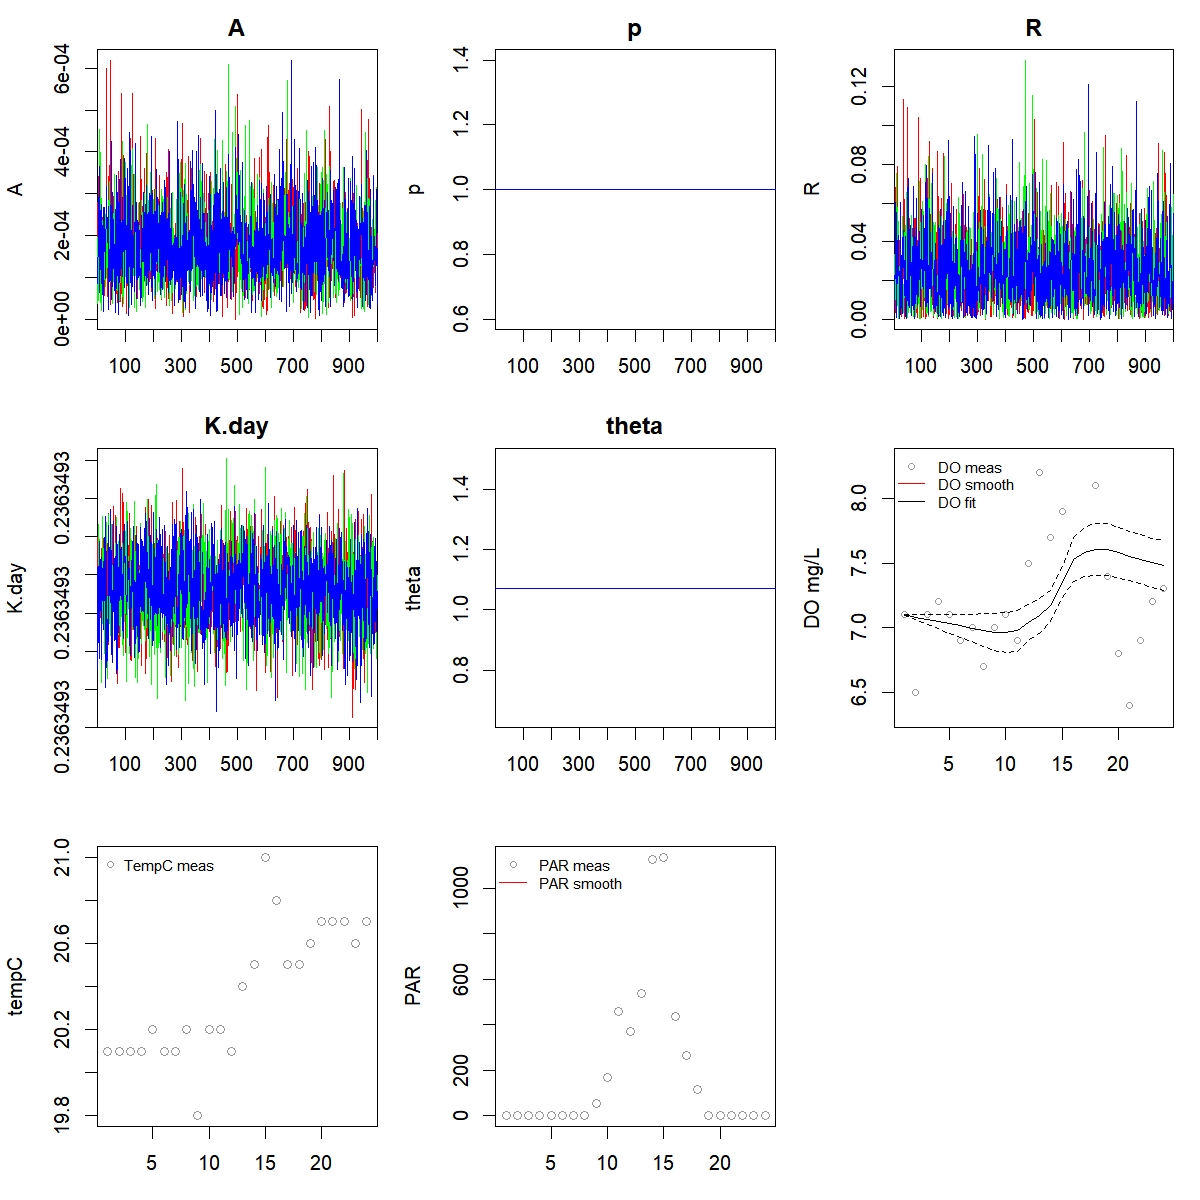 A
p
R
A
0e+00 2e-04 4e-04 6e-04
100 300 500 700 900
p
0.6 0.8 1.0 1.2 1.4
100 300 500 700 900
R
0.00 0.04 0.08 0.12
100 300 500 700 900
K.day
theta
K.day
0.2363493 0.2363493 0.2363493 0.2363493
100 300 500 700 900
theta
0.8 1.0 1.2 1.4
100 300 500 700 900
DO mg/L
6.5 7.0 7.5 8.0
DO meas
DO smooth
DO fit
5 10 15 20
tempC
19.8 20.2 20.6 21.0
TempC meas
5 10 15 20
PAR
0 200 600 1000
PAR meas
PAR smooth
5 10 15 20